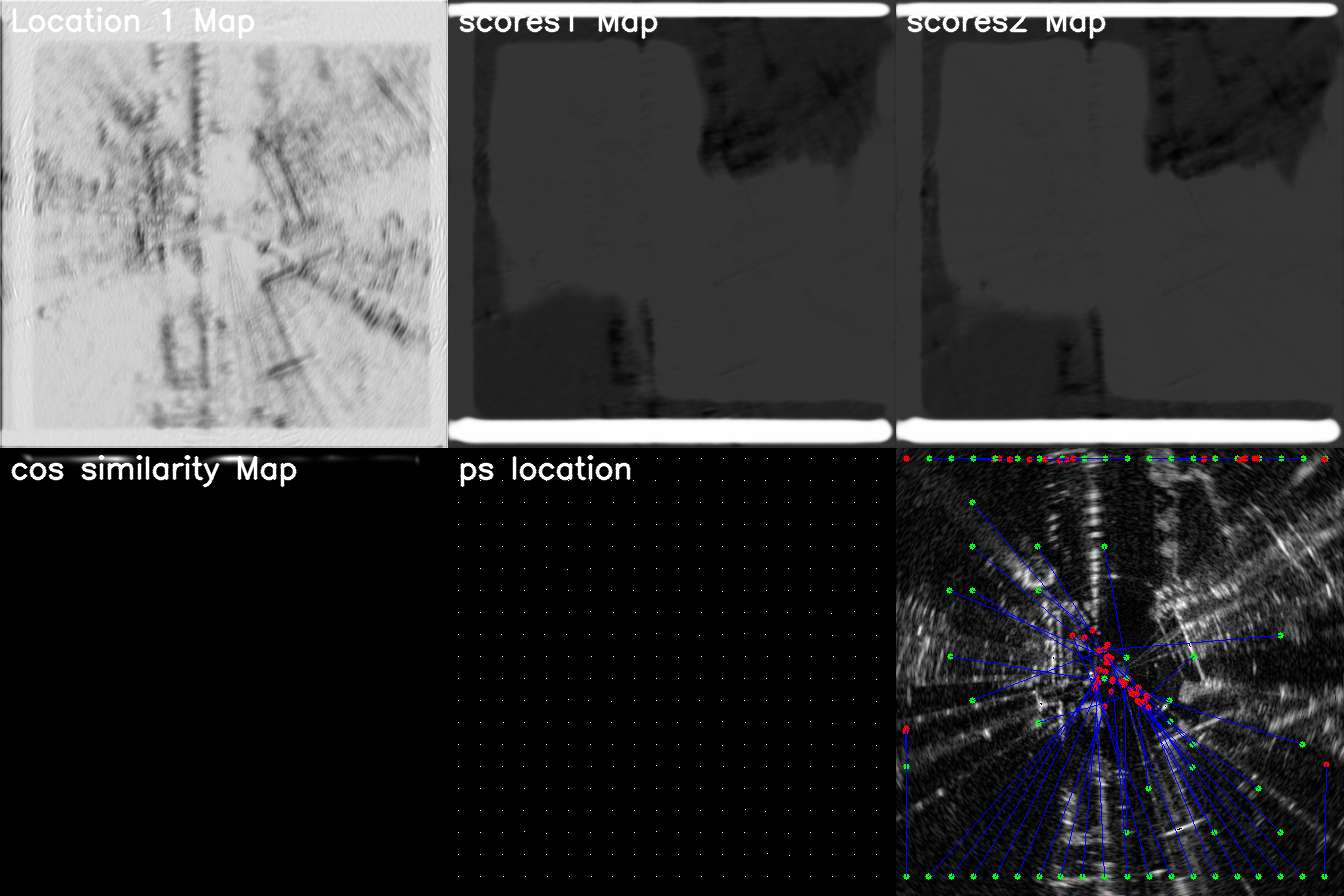 Location 1 Map
scores1 Map
scores2 Map
cos similarity Map
ps location